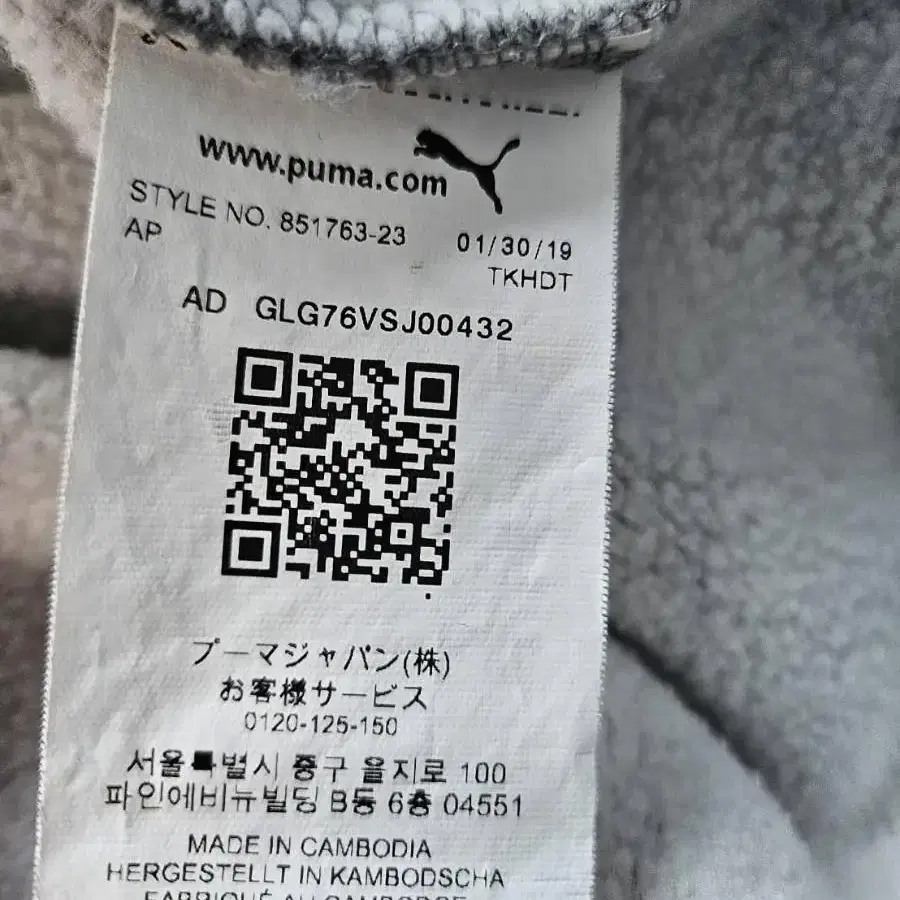 www.puma.com
STYLE NO. 851763-23
AP
01/30/19
TKHDT
AD GLG76VSJ00432
プーマジャパン(株)
お客様サービス
0120-125-150
서울특별시 중구 을지로 100
파인에비뉴빌딩 B동 6층 04551
MADE IN CAMBODIA
HERGESTELLT IN KAMBODSCHA
FABRIQUÉ AU CAMBODGE